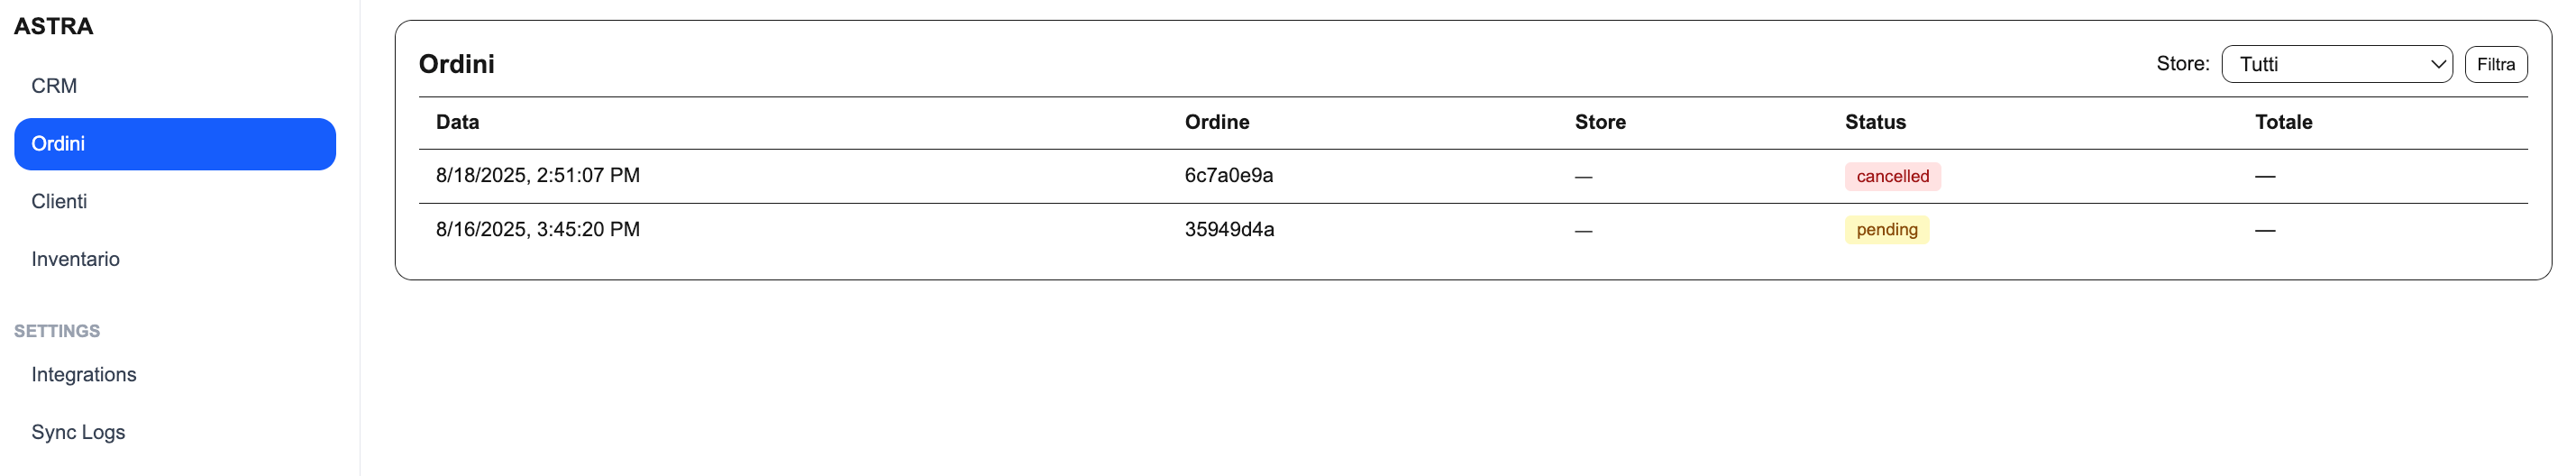 ASTRA
CRM
Ordini
Clienti
Inventario
SETTINGS
Integrations
Sync Logs
Ordini
Store: Tutti Filtra
Data Ordine Store Status Totale
8/18/2025, 2:51:07 PM 6c7a0e9a — cancelled —
8/16/2025, 3:45:20 PM 35949d4a — pending —